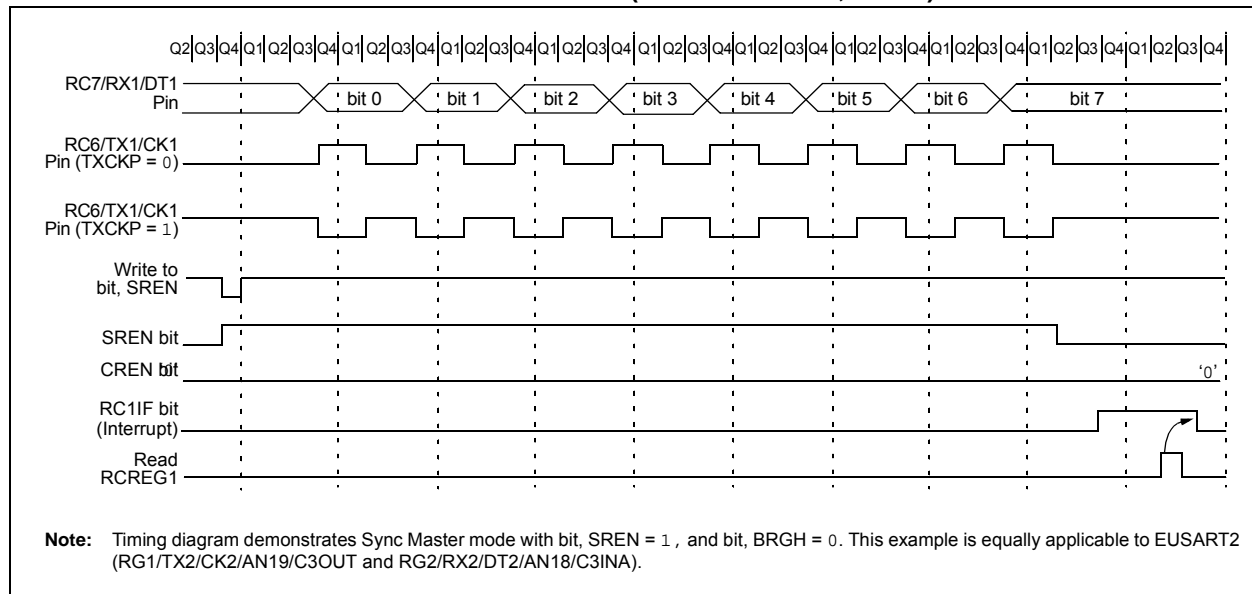 Q2 Q3 Q4 Q1 Q2 Q3 Q4 Q1 Q2 Q3 Q4 Q1 Q2 Q3 Q4 Q1 Q2 Q3 Q4 Q1 Q2 Q3 Q4 Q1 Q2 Q3 Q4 Q1 Q2 Q3 Q4 Q1 Q2 Q3 Q4 Q1 Q2 Q3 Q4 Q1 Q2 Q3 Q4
RC7/RX1/DT1
Pin
bit 0 bit 1 bit 2 bit 3 bit 4 bit 5 bit 6 bit 7
RC6/TX1/CK1
Pin (TXCKP = 0)
RC6/TX1/CK1
Pin (TXCKP = 1)
Write to
bit, SREN
SREN bit
CREN bit
'0'
RC1IF bit
(Interrupt)
Read
RCREG1
Note: Timing diagram demonstrates Sync Master mode with bit, SREN = 1, and bit, BRGH = 0. This example is equally applicable to EUSART2
(RG1/TX2/CK2/AN19/C3OUT and RG2/RX2/DT2/AN18/C3INA).